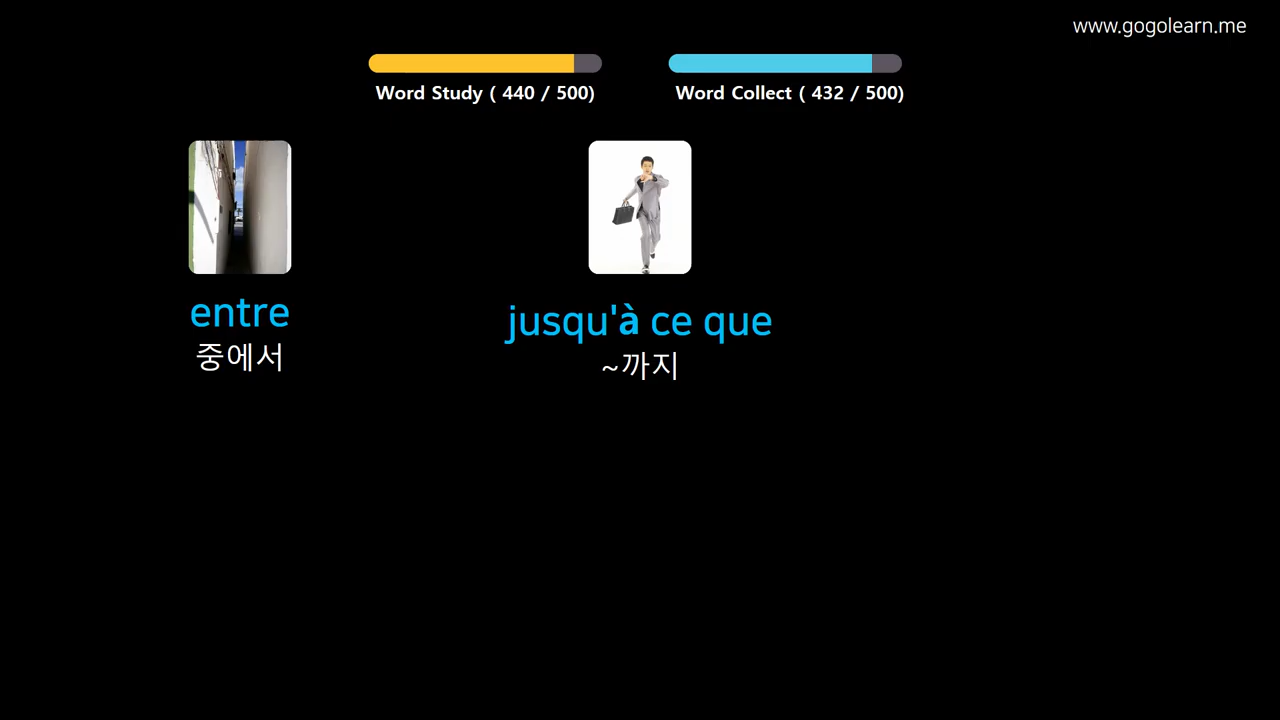 www.gogolearn.me
Word Study ( 440 / 500)
Word Collect ( 432 / 500)
entre
중에서
jusqu'à ce que
~까지